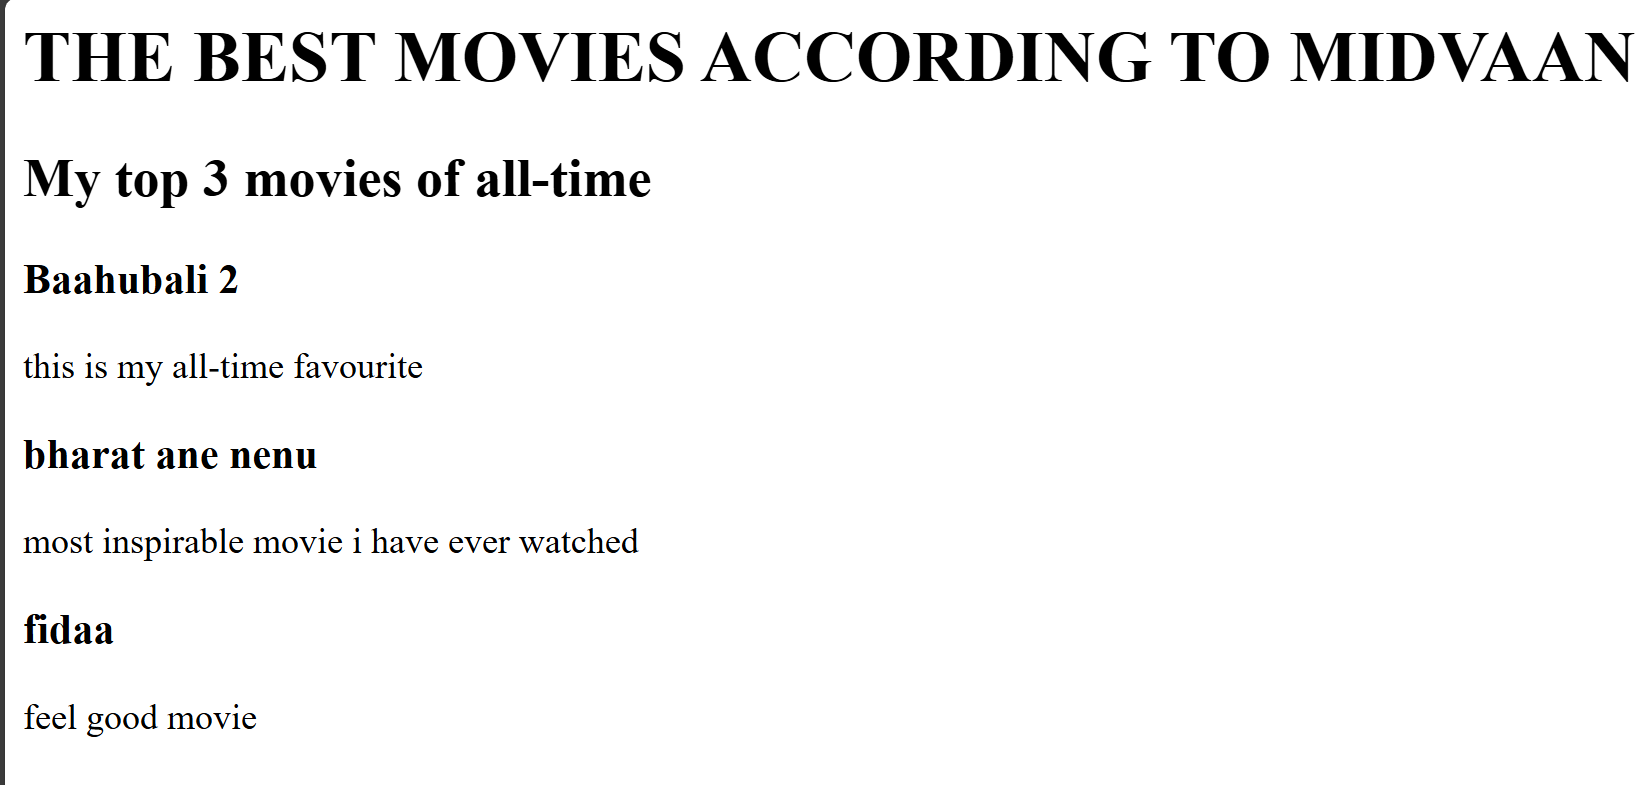 THE BEST MOVIES ACCORDING TO MIDVAAN
My top 3 movies of all-time
Baahubali 2
this is my all-time favourite
bharat ane nenu
most inspirable movie i have ever watched
fidaa
feel good movie